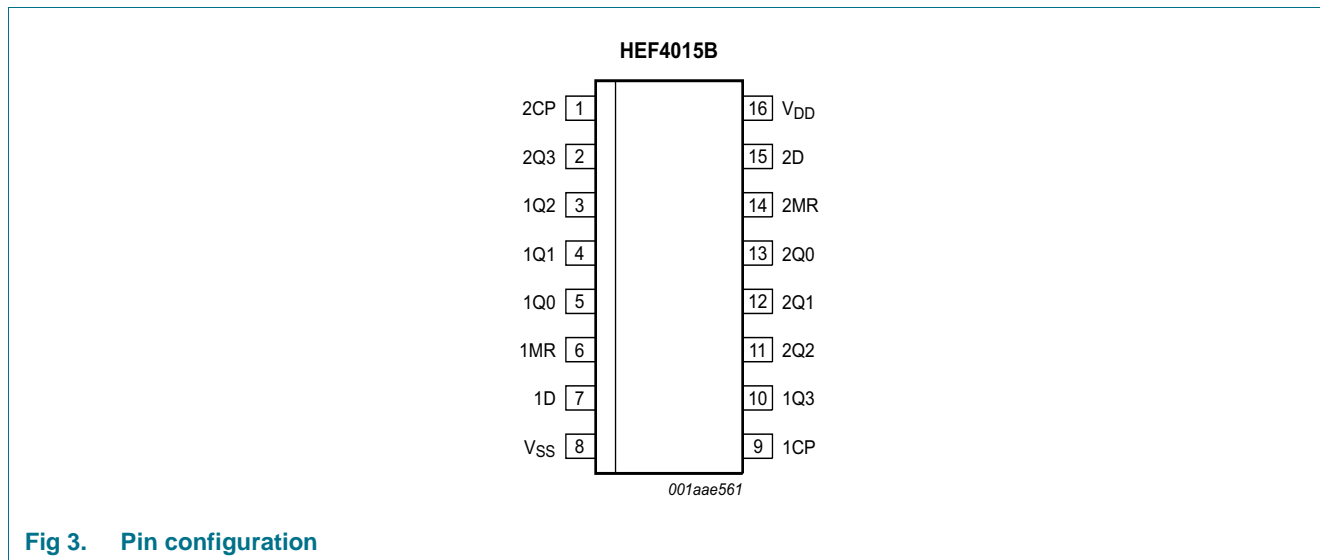 HEF4015B
2CP 1 16 VDD
2Q3 2 15 2D
1Q2 3 14 2MR
1Q1 4 13 2Q0
1Q0 5 12 2Q1
1MR 6 11 2Q2
1D 7 10 1Q3
VSS 8 9 1CP
001aae561
Fig 3. Pin configuration